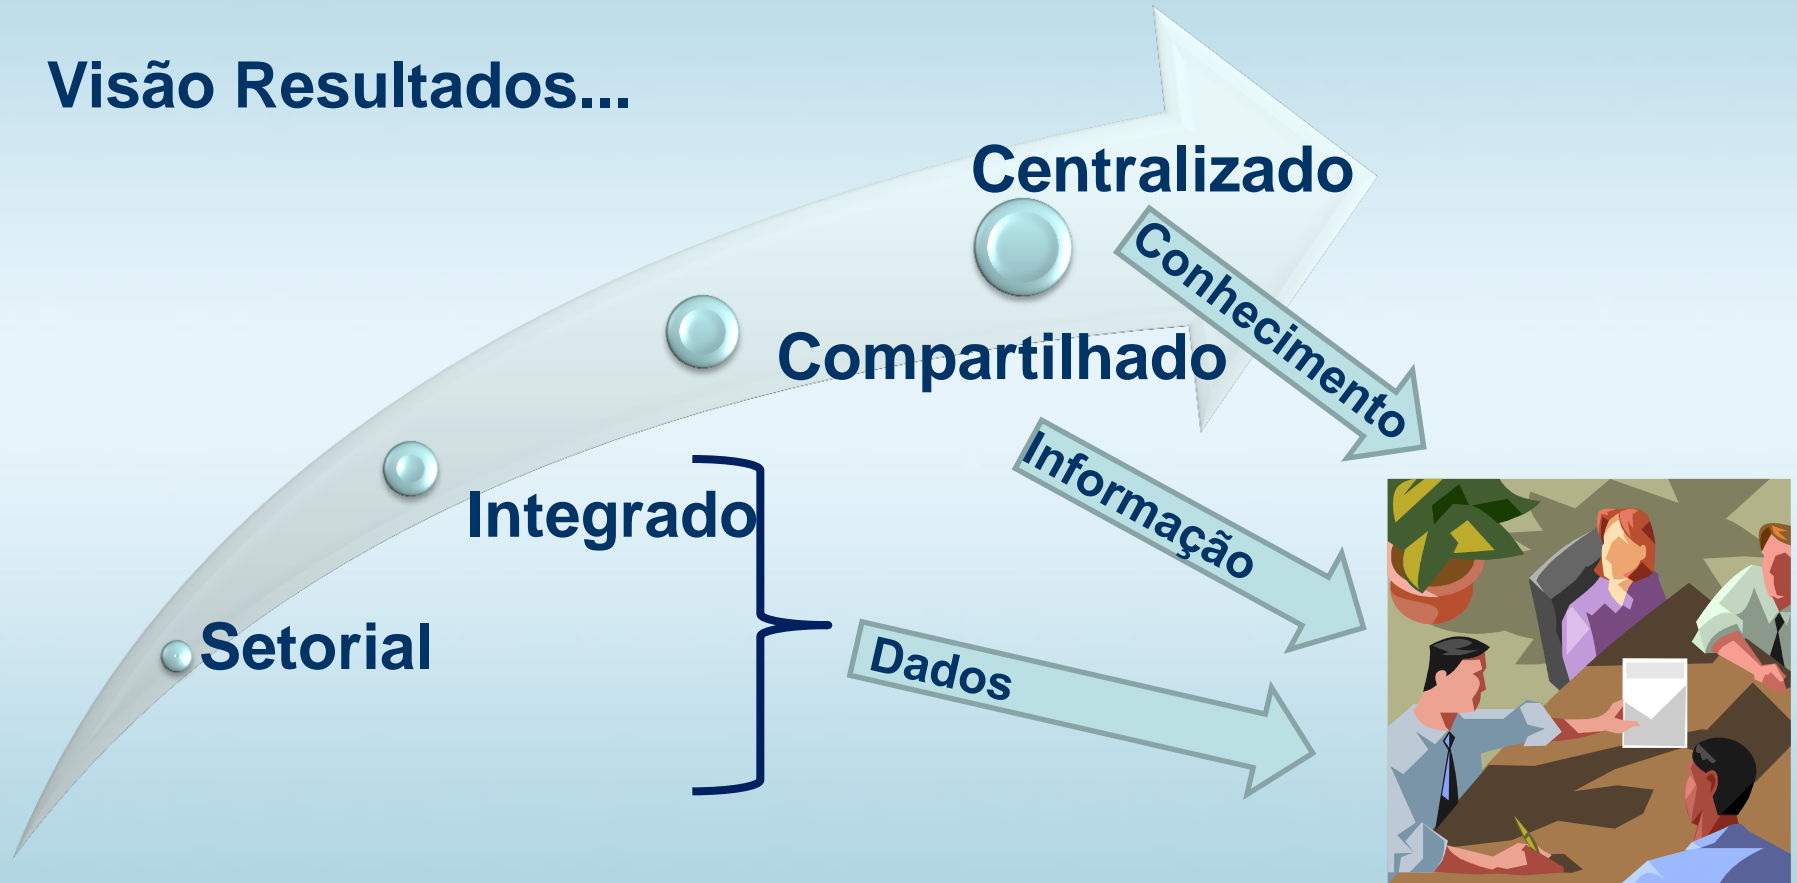 Visão Resultados...
Centralizado
Conhecimento
Compartilhado
Informação
Integrado
Setorial
Dados